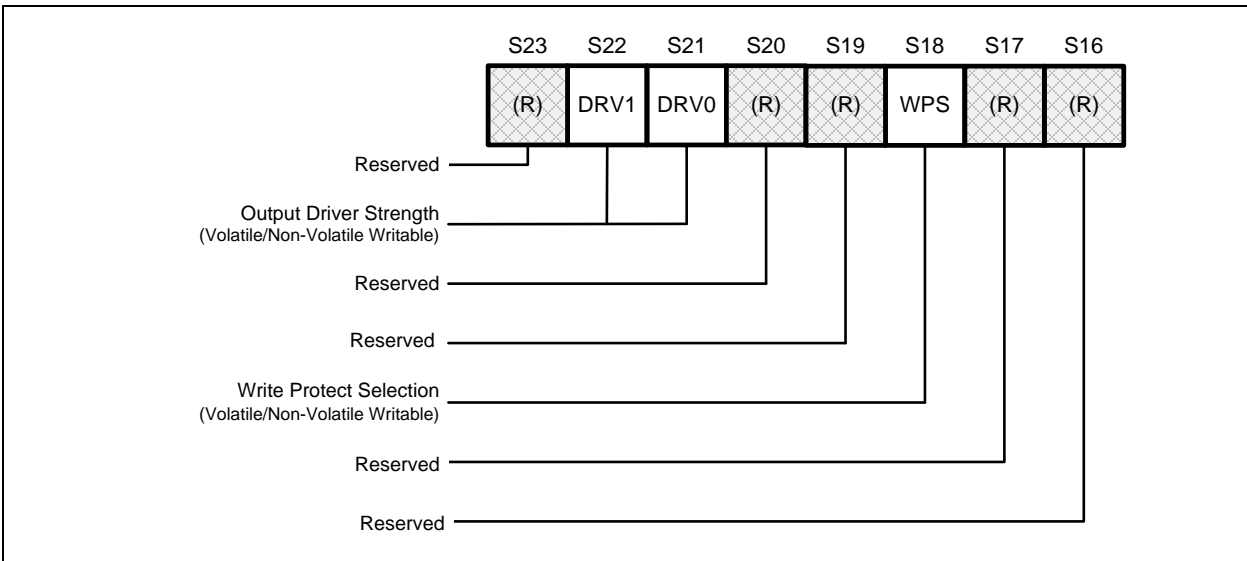 S23 S22 S21 S20 S19 S18 S17 S16
(R) DRV1 DRV0 (R) (R) WPS (R) (R)
Reserved
Output Driver Strength
(Volatile/Non-Volatile Writable)
Reserved
Reserved
Write Protect Selection
(Volatile/Non-Volatile Writable)
Reserved
Reserved